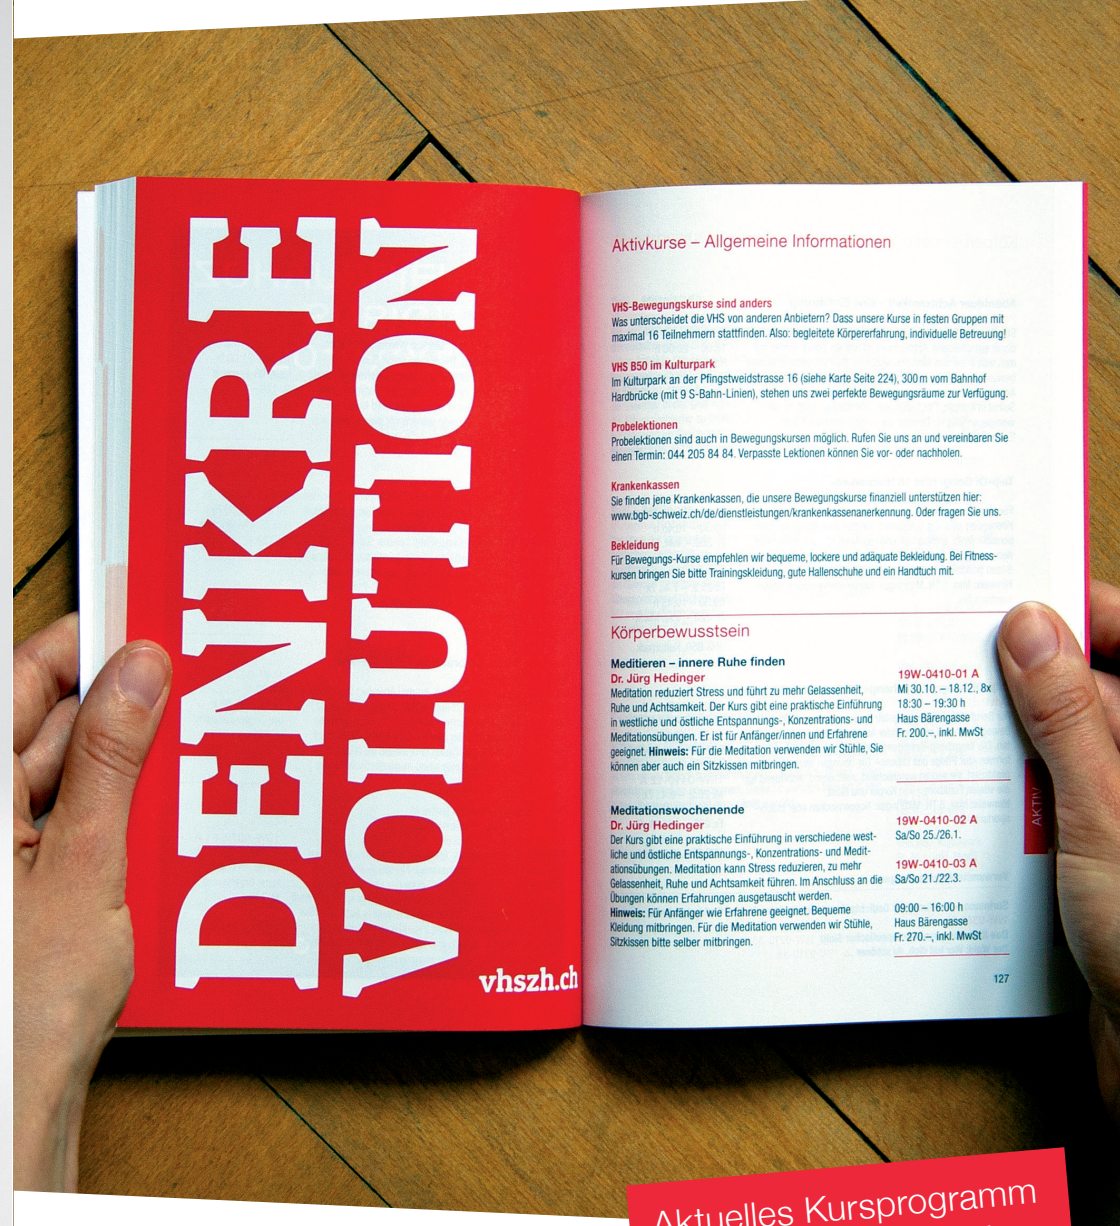 DENKRE
VOLUTION
vhszh.ch
Aktivkurse – Allgemeine Informationen
VHS-Bewegungskurse sind anders
Was unterscheidet die VHS von anderen Anbietern? Dass unsere Kurse in festen Gruppen mit
maximal 16 Teilnehmern stattfinden. Also: begleitete Körpererfahrung, individuelle Betreuung!
VHS B50 im Kulturpark
Im Kulturpark an der Pfingstweidstrasse 16 (siehe Karte Seite 224), 300 m vom Bahnhof
Hardbrücke (mit 9 S-Bahn-Linien), stehen uns zwei perfekte Bewegungsräume zur Verfügung.
Probelektionen
Probelektionen sind auch in Bewegungskursen möglich. Rufen Sie uns an und vereinbaren Sie
einen Termin: 044 205 84 84. Verpasste Lektionen können Sie vor- oder nachholen.
Krankenkassen
Sie finden jene Krankenkassen, die unsere Bewegungskurse finanziell unterstützen hier:
www.bgb-schweiz.ch/de/dienstleistungen/krankenkassenanerkennung. Oder fragen Sie uns.
Bekleidung
Für Bewegungs-Kurse empfehlen wir bequeme, lockere und adäquate Bekleidung. Bei Fitness-
kursen bringen Sie bitte Trainingskleidung, gute Hallenschuhe und ein Handtuch mit.
Körperbewusstsein
Meditieren – innere Ruhe finden
Dr. Jürg Hedinger
Meditation reduziert Stress und führt zu mehr Gelassenheit,
Ruhe und Achtsamkeit. Der Kurs gibt eine praktische Einführung
in westliche und östliche Entspannungs-, Konzentrations- und
Meditationsübungen. Er ist für Anfänger/innen und Erfahrene
geeignet. Hinweis: Für die Meditation verwenden wir Stühle, Sie
können aber auch ein Sitzkissen mitbringen.
19W-0410-01 A
Mi 30.10. – 18.12., 8x
18:30 – 19:30 h
Haus Bärengasse
Fr. 200.–, inkl. MwSt
Meditationswochenende
Dr. Jürg Hedinger
Der Kurs gibt eine praktische Einführung in verschiedene west-
liche und östliche Entspannungs-, Konzentrations- und Medit-
ationsübungen. Meditation kann Stress reduzieren, zu mehr
Gelassenheit, Ruhe und Achtsamkeit führen. Im Anschluss an die
Übungen können Erfahrungen ausgetauscht werden.
Hinweis: Für Anfänger wie Erfahrene geeignet. Bequeme
Kleidung mitbringen. Für die Meditation verwenden wir Stühle,
Sitzkissen bitte selber mitbringen.
19W-0410-02 A
Sa/So 25./26.1.
19W-0410-03 A
Sa/So 21./22.3.
09:00 – 16:00 h
Haus Bärengasse
Fr. 270.–, inkl. MwSt
AKTIV
127
Aktuelles Kursprogramm